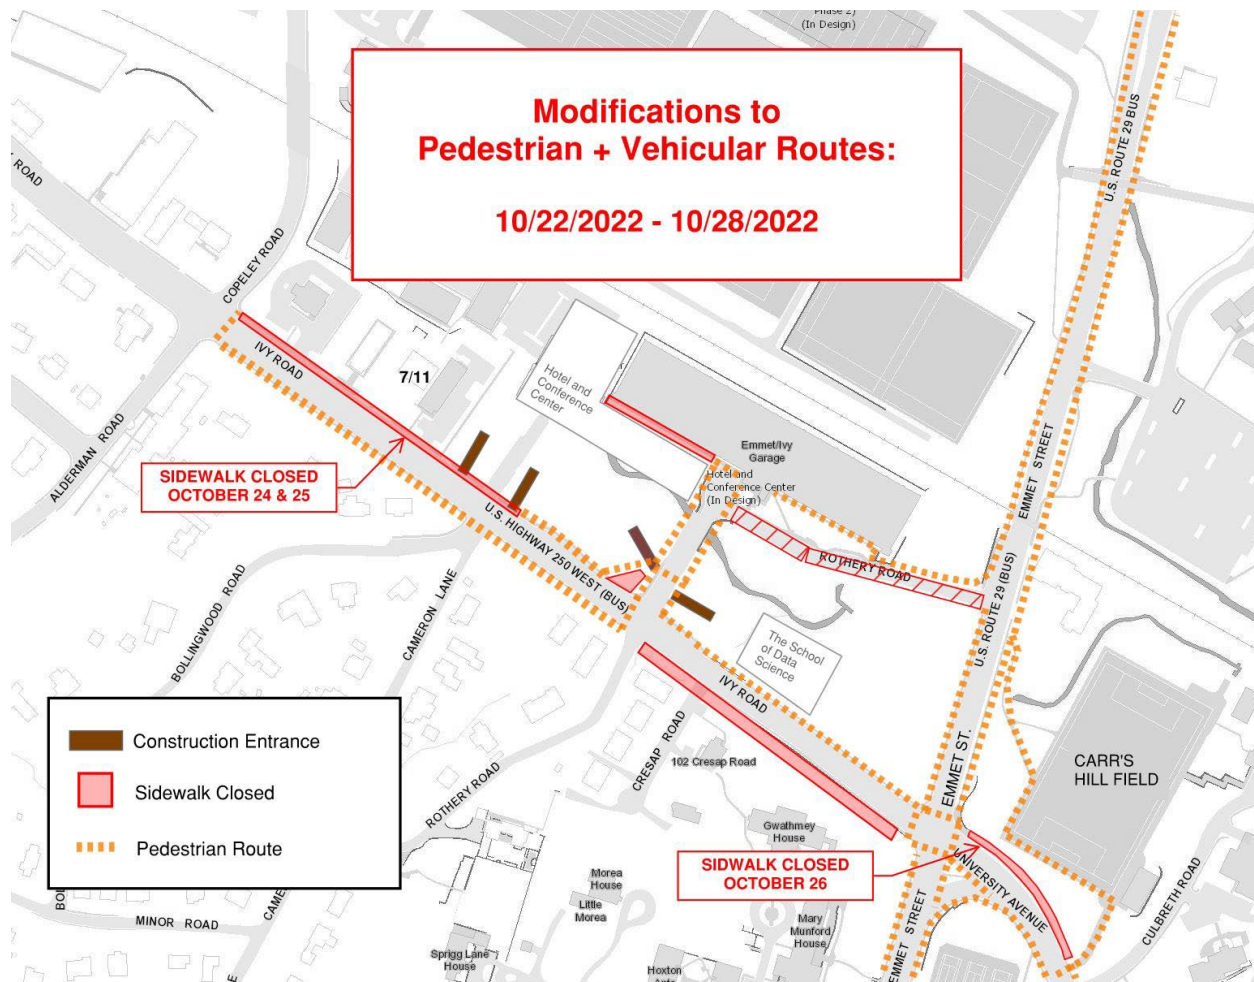 Phase 2)
(In Design)
Modifications to
Pedestrian + Vehicular Routes:
10/22/2022 - 10/28/2022
U.S. ROUTE 29 BUS
ROAD
COPELEY ROAD
IVY ROAD
7/11
Hotel and
Conference
Center
ALDERMAN ROAD
SIDEWALK CLOSED
OCTOBER 24 & 25
Emmet/Ivy
Garage
Hotel and
Conference Center
(In Design)
EMMET STREET
U.S. HIGHWAY 250 WEST (BUS)
ROTHERY ROAD
U.S. ROUTE 29 (BUS)
BOLLINGWOOD ROAD
CAMERON LANE
The School
of Data
Science
IVY ROAD
Construction Entrance
Sidewalk Closed
Pedestrian Route
ROTHERY ROAD
CRESAP ROAD
102 Cresap Road
EMMET ST.
CARR'S
HILL FIELD
Gwathmey
House
SIDWALK CLOSED
OCTOBER 26
UNIVERSITY AVENUE
CULBRETH ROAD
EMMET STREET
Morea
House
Little
Morea
Mary
Munford
House
MINOR ROAD
Sprigg Lane
House
Hoxton